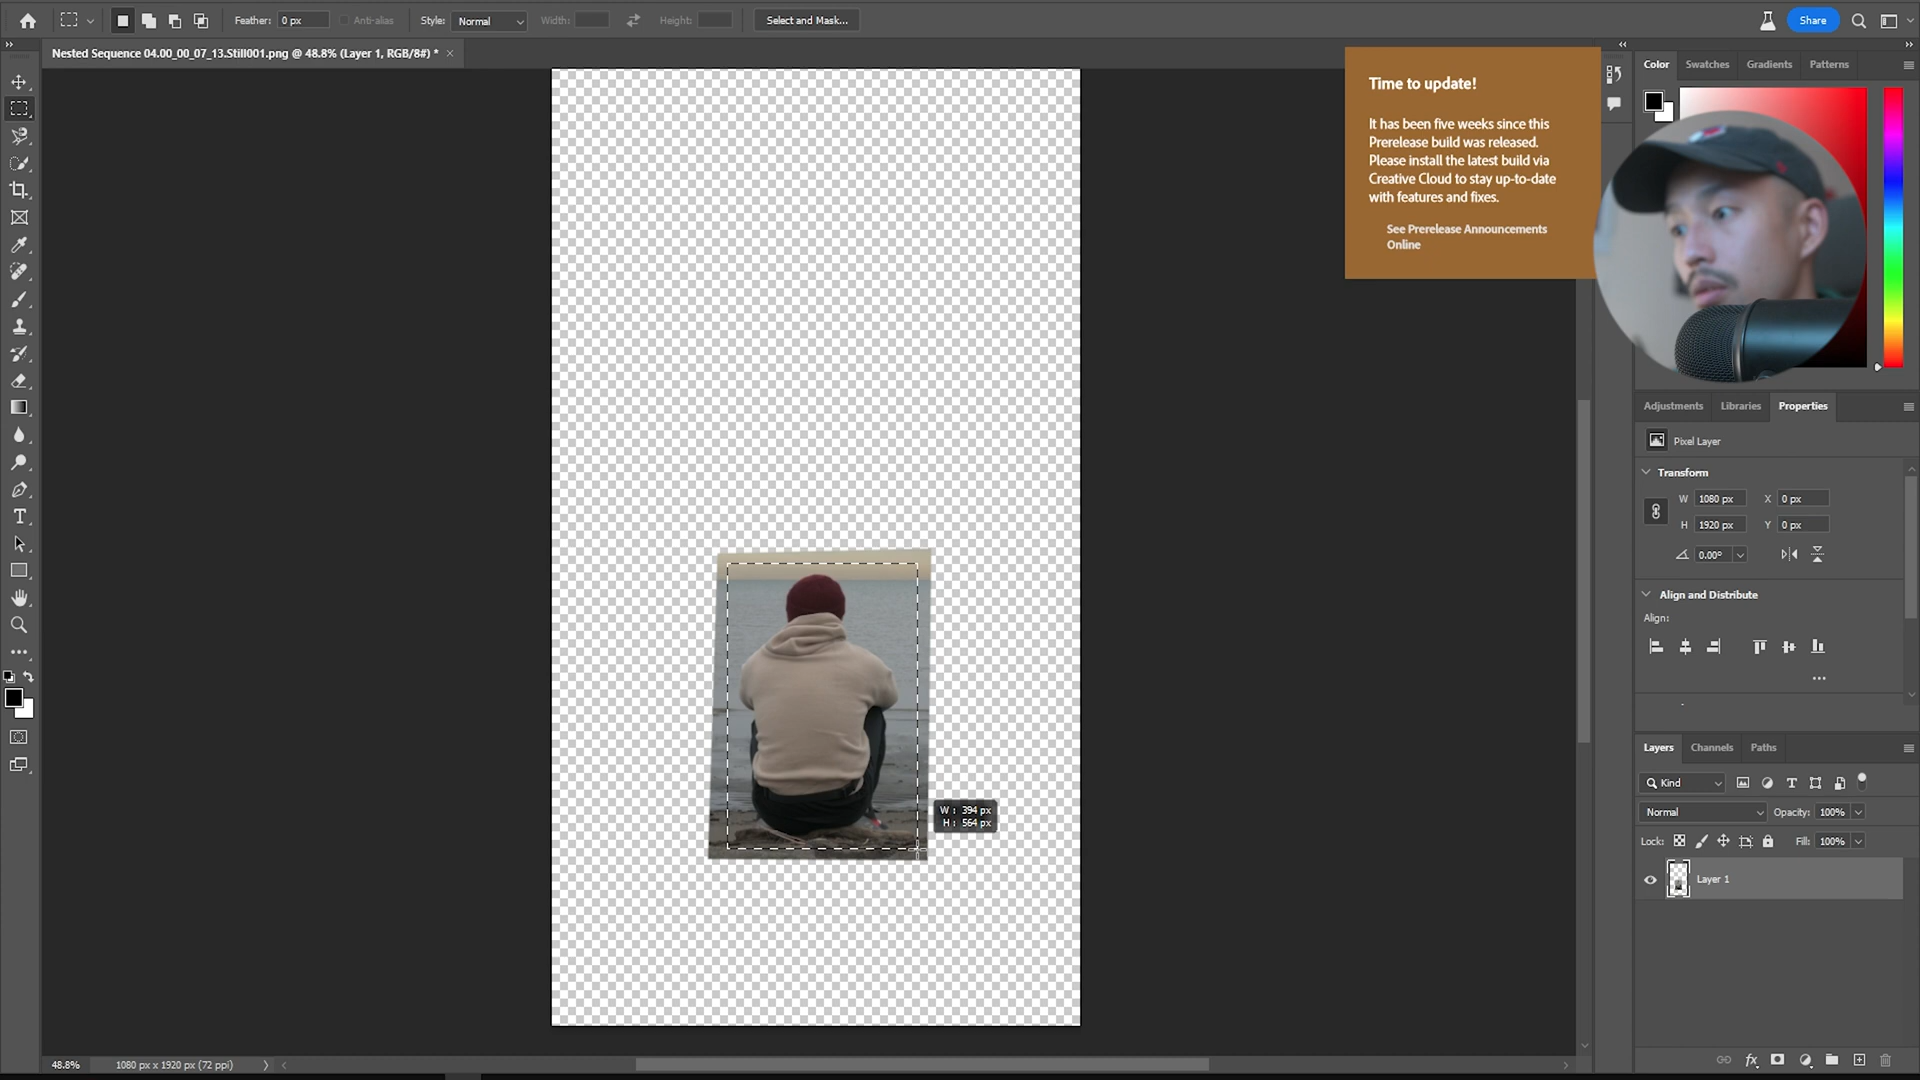 Feather:
0 px
Anti-alias
Style:
Normal
Width:
Height:
Select and Mask...
Share
Nested Sequence 04.00_00_07_13.Still001.png @ 48.8% (Layer 1, RGB/8#) *
Time to update!
It has been five weeks since this
Prerelease build was released.
Please install the latest build via
Creative Cloud to stay up-to-date
with features and fixes.
See Prerelease Announcements
Online
Color
Swatches
Gradients
Patterns
Adjustments
Libraries
Properties
Pixel Layer
Transform
W
1080 px
X
0 px
H
1920 px
Y
0 px
0.00°
Align and Distribute
Align:
W : 394 px
H : 564 px
Layers
Channels
Paths
Kind
Normal
Opacity: 100%
Lock:
Fill: 100%
Layer 1
48.8%
1080 px x 1920 px (72 ppi)